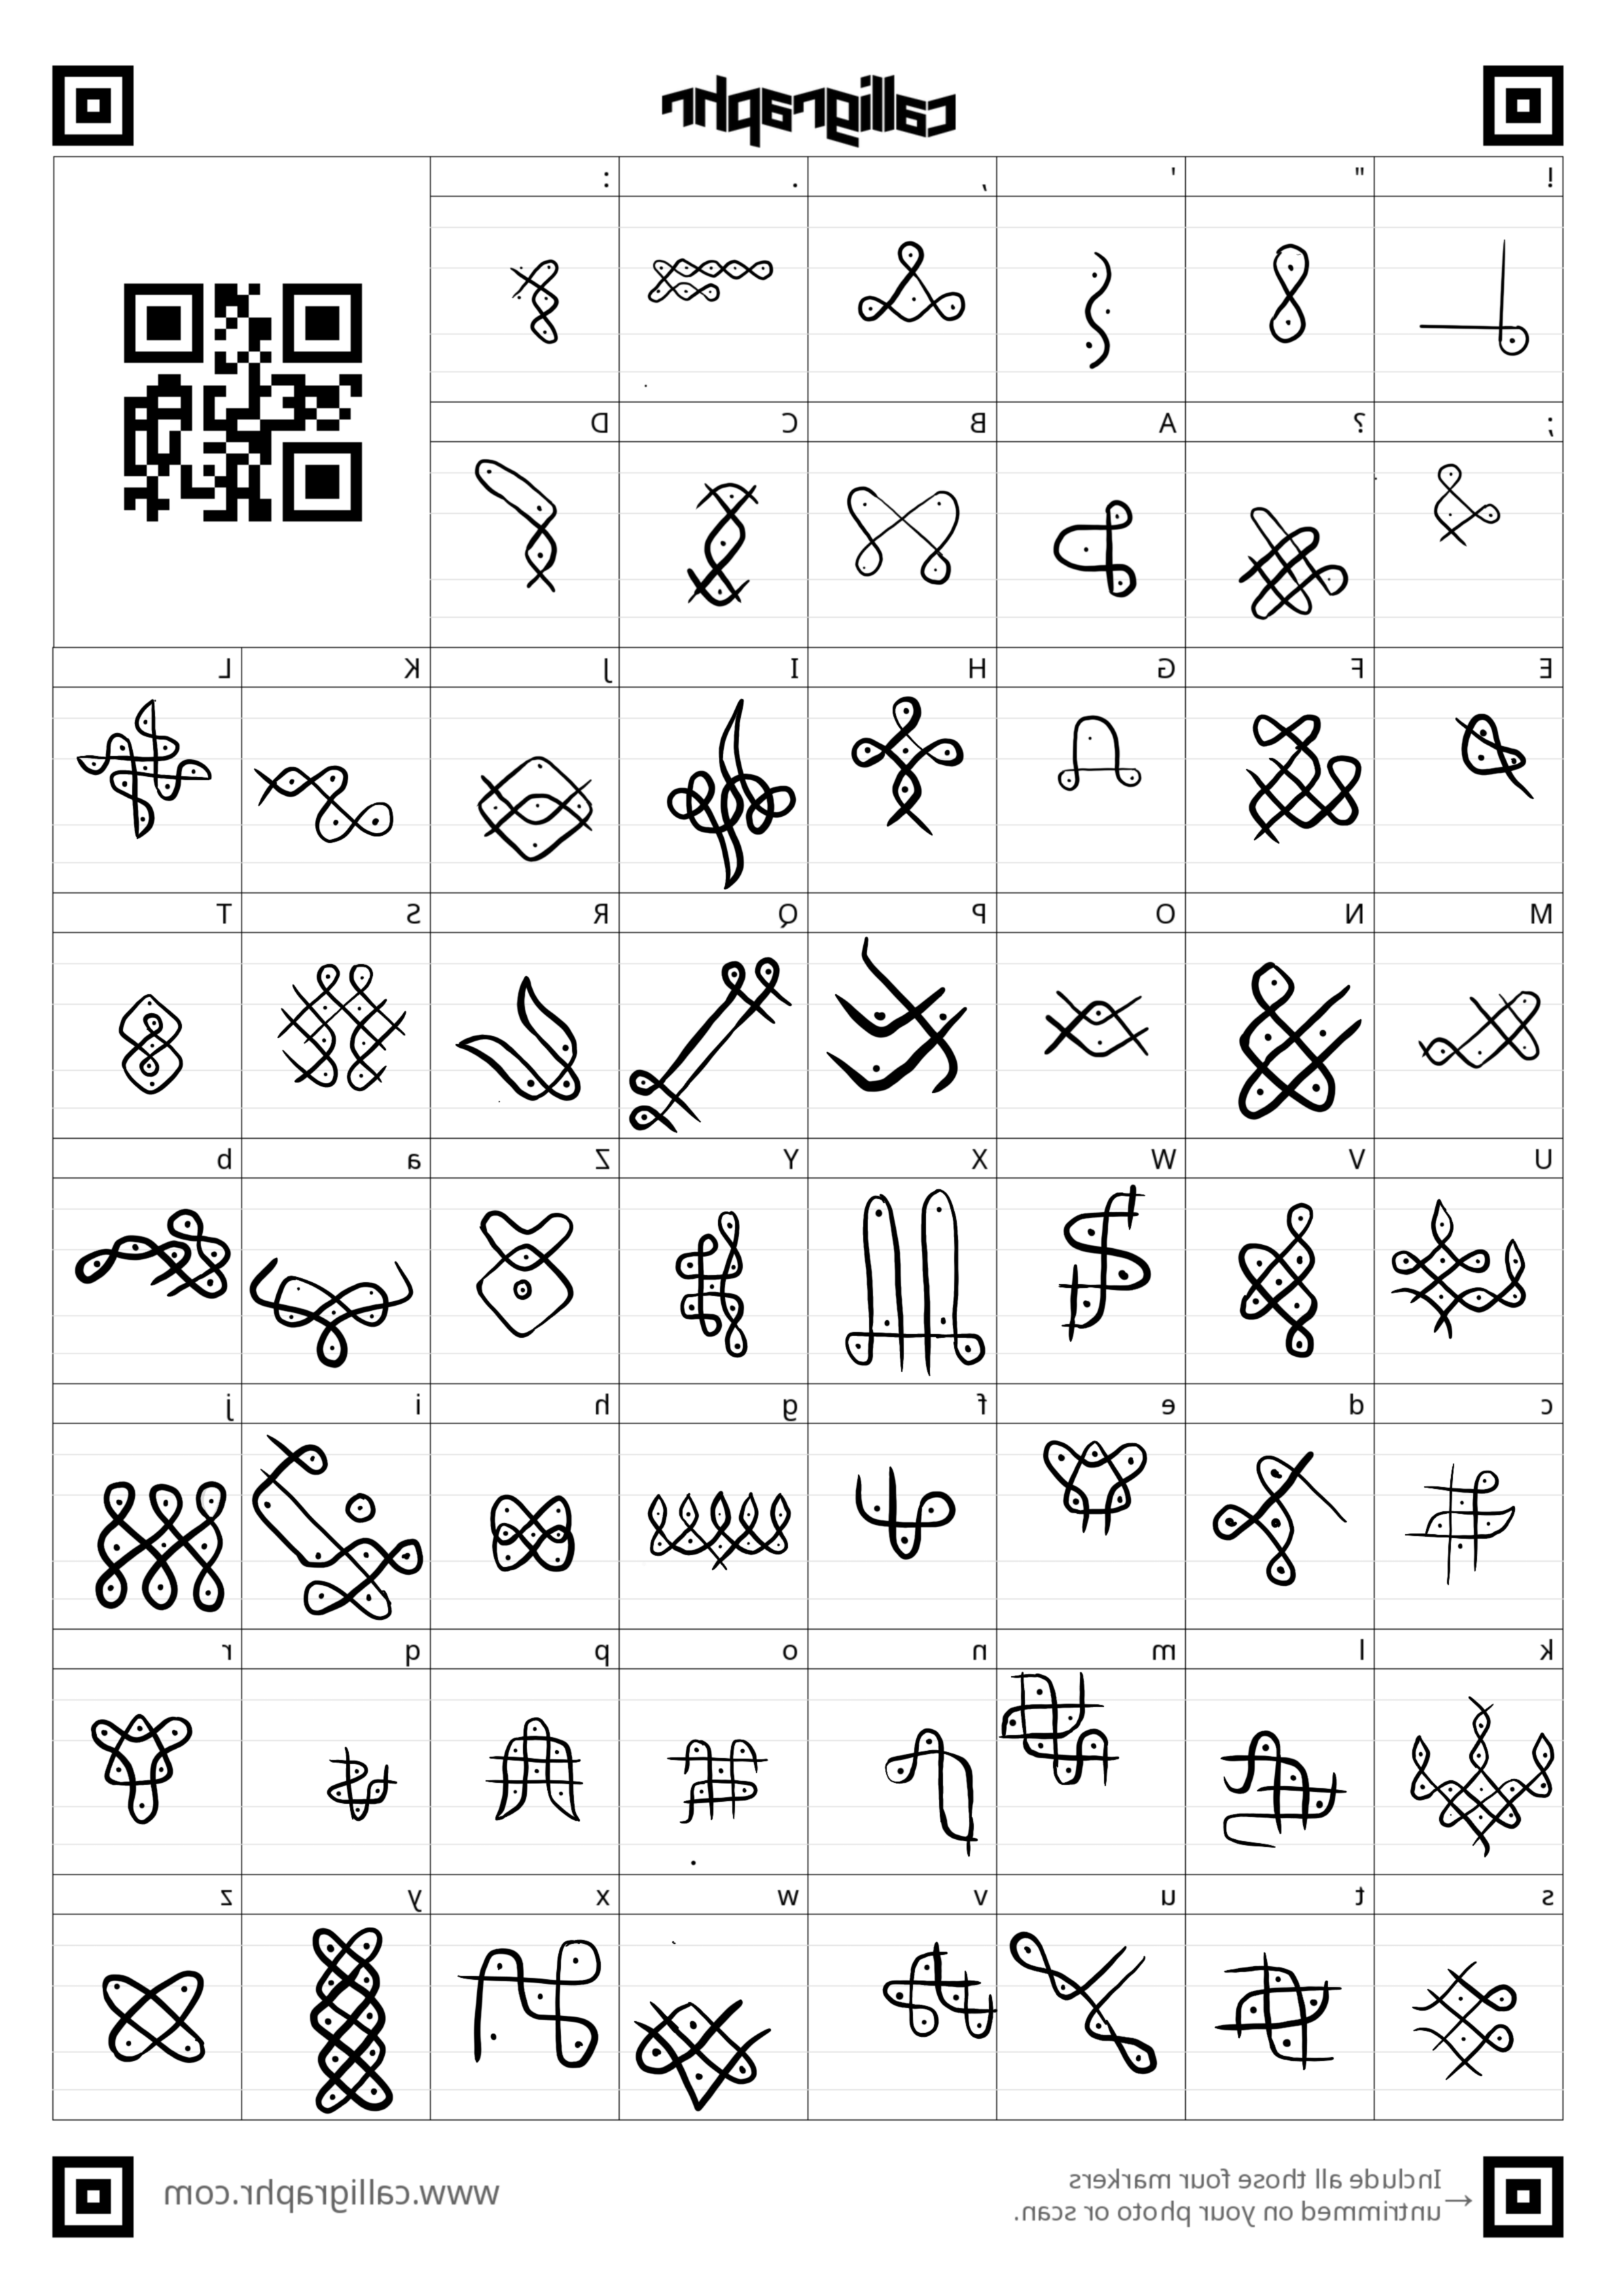 calligraphr
! " ' , . :
; ? A B C D
E F G H I J K L
M N O P Q R S T
U V W X Y Z a b
c d e f g h i j
k l m n o p q r
s t u v w x y z
Include all those four markers
untrimmed on your photo or scan.
www.calligraphr.com